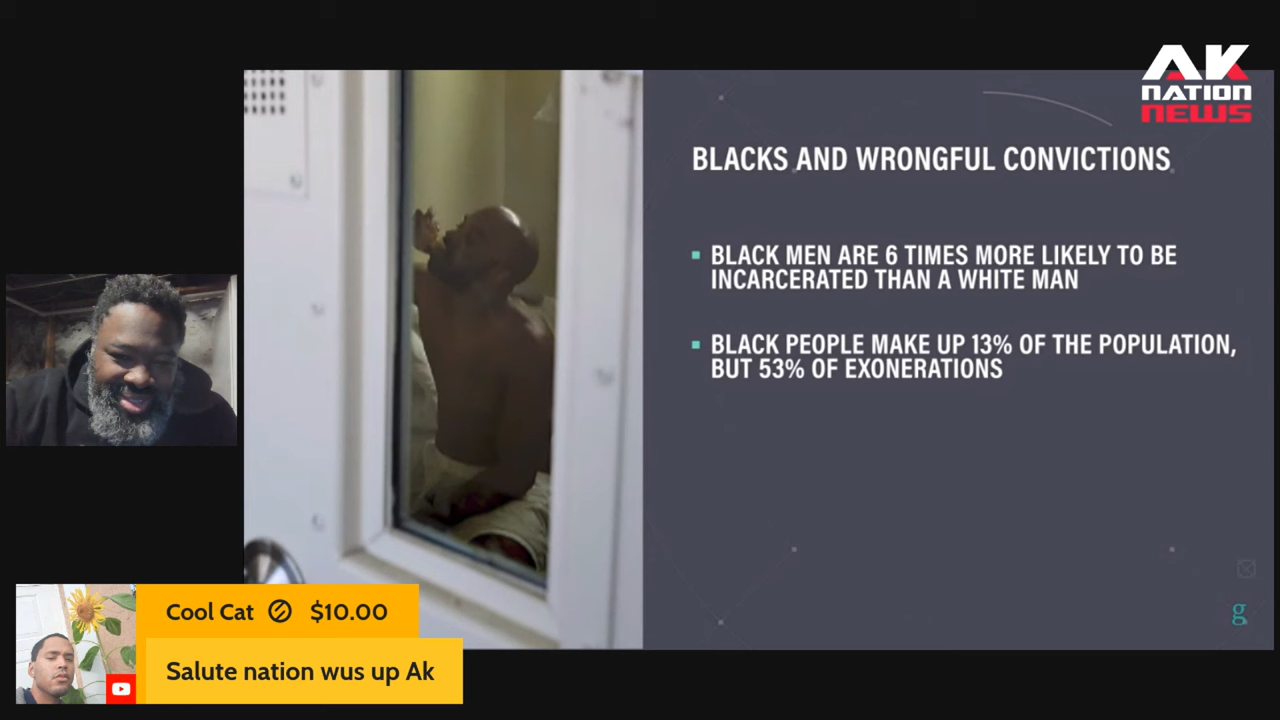 AK
NATION
NEWS
BLACKS AND WRONGFUL CONVICTIONS
▪ BLACK MEN ARE 6 TIMES MORE LIKELY TO BE
INCARCERATED THAN A WHITE MAN
▪ BLACK PEOPLE MAKE UP 13% OF THE POPULATION,
BUT 53% OF EXONERATIONS
g
Cool Cat $10.00
Salute nation wus up Ak